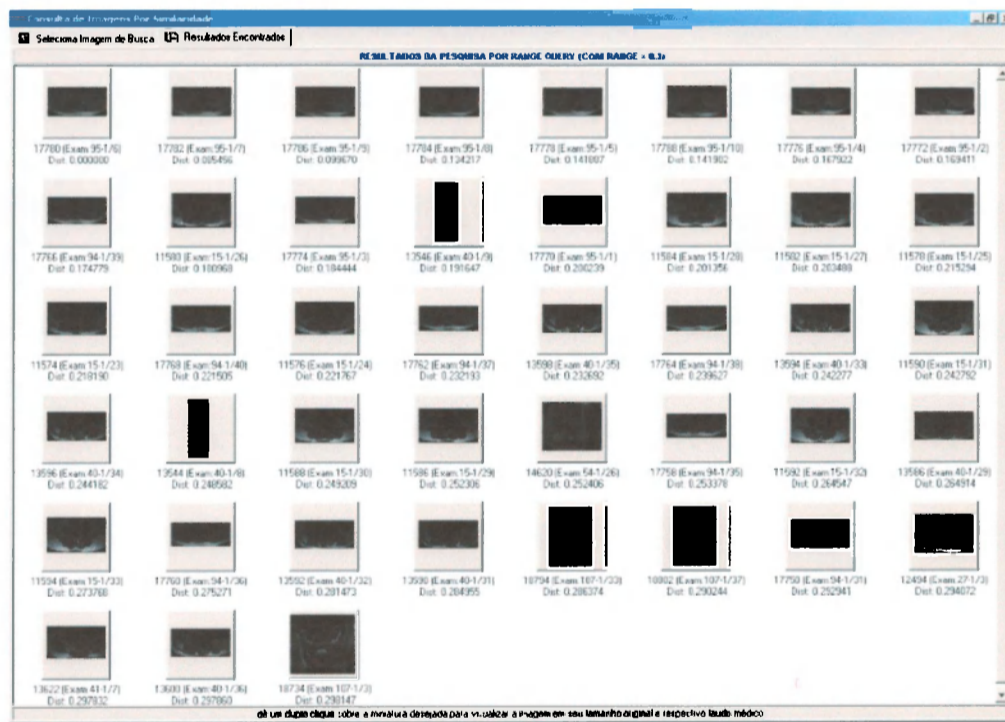 Consulta de Imagens Por Similaridade
Seleciona Imagem de Busca Resultados Encontrados
RESULTADOS DA PESQUISA POR RANGE QUERY (COM RANGE = 0.3)
17780 (Exam: 95-1/6) 17782 (Exam: 95-1/7) 17786 (Exam: 95-1/9) 17784 (Exam: 95-1/8) 17778 (Exam: 95-1/5) 17788 (Exam: 95-1/10) 17776 (Exam: 95-1/4) 17772 (Exam: 95-1/2)
Dist: 0.000000 Dist: 0.085456 Dist: 0.099670 Dist: 0.134217 Dist: 0.141807 Dist: 0.141902 Dist: 0.167922 Dist: 0.169411
17766 (Exam: 94-1/39) 11580 (Exam: 15-1/26) 17774 (Exam: 95-1/3) 13546 (Exam: 40-1/9) 17770 (Exam: 95-1/1) 11584 (Exam: 15-1/28) 11582 (Exam: 15-1/27) 11578 (Exam: 15-1/25)
Dist: 0.174779 Dist: 0.180968 Dist: 0.184444 Dist: 0.191647 Dist: 0.200239 Dist: 0.201356 Dist: 0.203488 Dist: 0.215294
11574 (Exam: 15-1/23) 17768 (Exam: 94-1/40) 11576 (Exam: 15-1/24) 17762 (Exam: 94-1/37) 13598 (Exam: 40-1/35) 17764 (Exam: 94-1/38) 13594 (Exam: 40-1/33) 11590 (Exam: 15-1/31)
Dist: 0.218190 Dist: 0.221505 Dist: 0.221767 Dist: 0.232193 Dist: 0.232692 Dist: 0.239627 Dist: 0.242277 Dist: 0.242792
13596 (Exam: 40-1/34) 13544 (Exam: 40-1/8) 11588 (Exam: 15-1/30) 11586 (Exam: 15-1/29) 14620 (Exam: 54-1/26) 17758 (Exam: 94-1/35) 11592 (Exam: 15-1/32) 13586 (Exam: 40-1/29)
Dist: 0.244182 Dist: 0.248582 Dist: 0.249209 Dist: 0.252306 Dist: 0.252406 Dist: 0.253378 Dist: 0.264547 Dist: 0.264914
11594 (Exam: 15-1/33) 17760 (Exam: 94-1/36) 13592 (Exam: 40-1/32) 13590 (Exam: 40-1/31) 18794 (Exam: 107-1/33) 18802 (Exam: 107-1/37) 17750 (Exam: 94-1/31) 12494 (Exam: 27-1/3)
Dist: 0.273768 Dist: 0.275271 Dist: 0.281473 Dist: 0.284955 Dist: 0.286374 Dist: 0.290244 Dist: 0.292941 Dist: 0.294072
13622 (Exam: 41-1/7) 13600 (Exam: 40-1/36) 18734 (Exam: 107-1/3)
Dist: 0.297832 Dist: 0.297860 Dist: 0.298147
dê um duplo clique sobre a miniatura desejada para visualizar a imagem em seu tamanho original e respectivo laudo médico